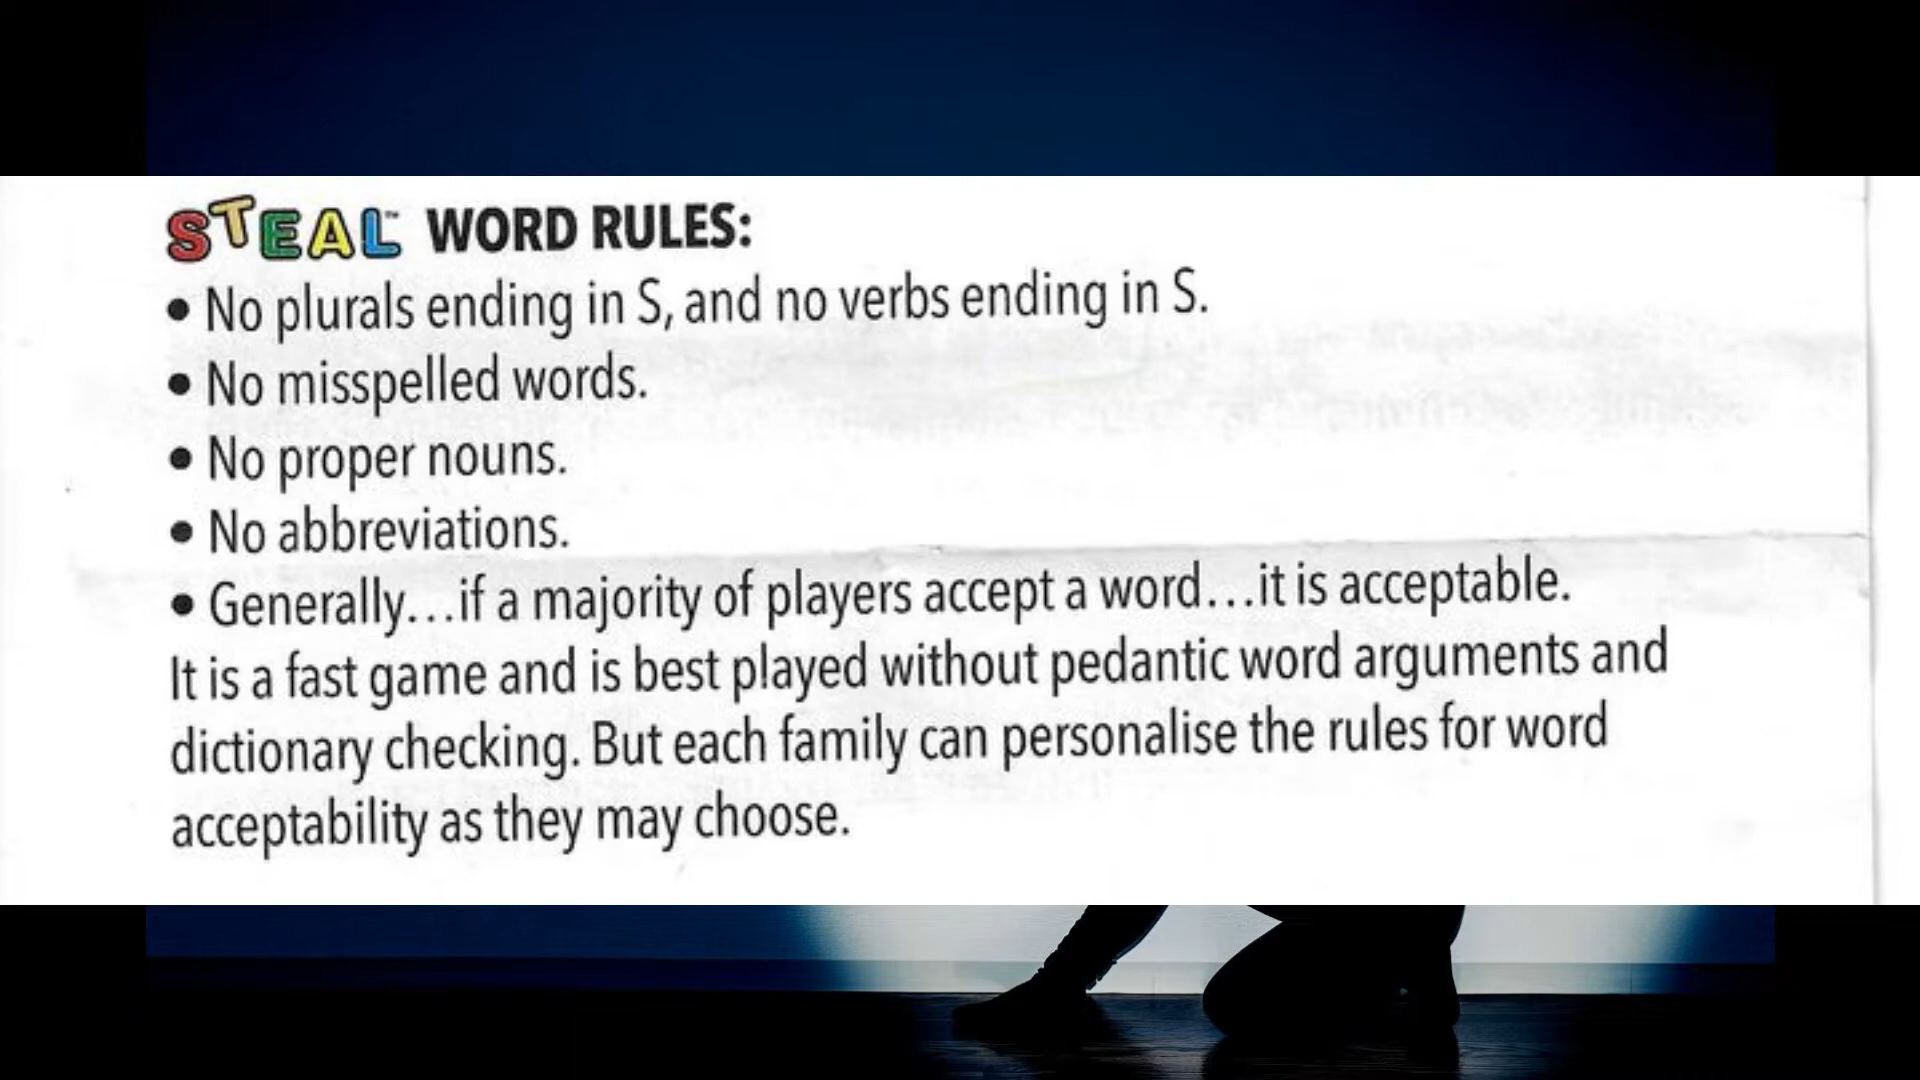 STEAL™ WORD RULES:
• No plurals ending in S, and no verbs ending in S.
• No misspelled words.
• No proper nouns.
• No abbreviations.
• Generally...if a majority of players accept a word...it is acceptable.
It is a fast game and is best played without pedantic word arguments and
dictionary checking. But each family can personalise the rules for word
acceptability as they may choose.